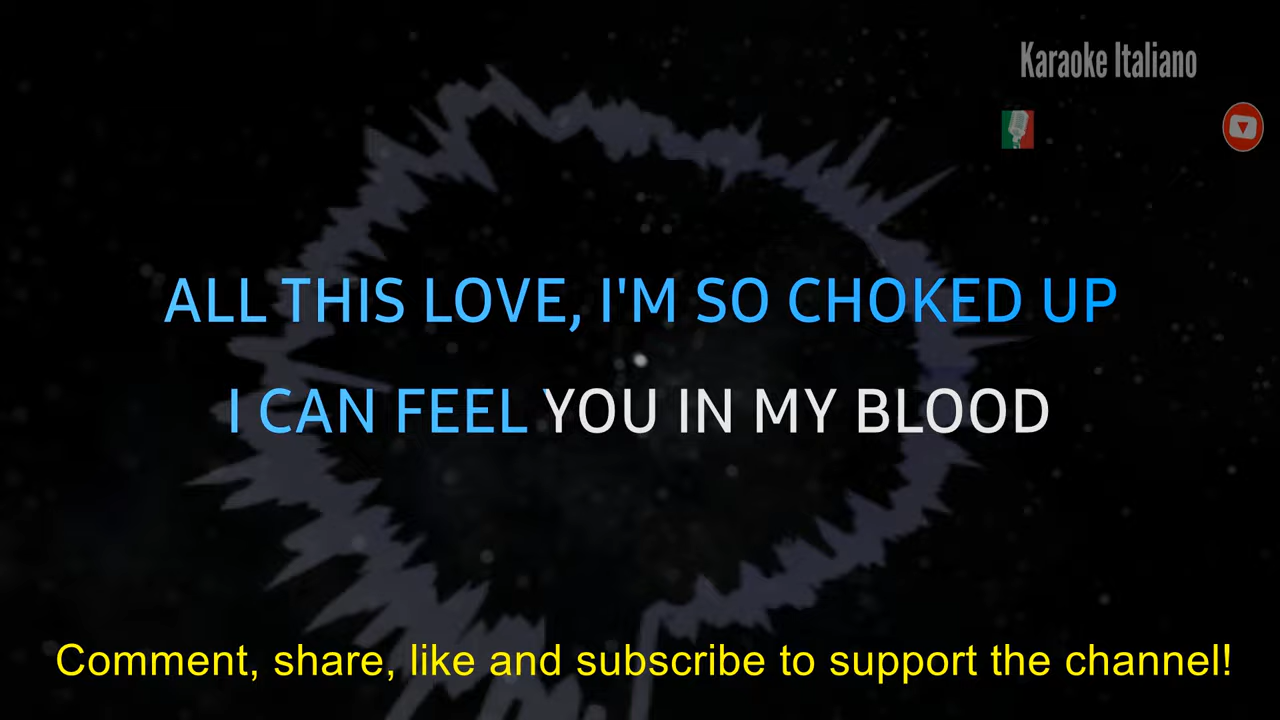 Karaoke Italiano
ALL THIS LOVE, I'M SO CHOKED UP
I CAN FEEL YOU IN MY BLOOD
Comment, share, like and subscribe to support the channel!